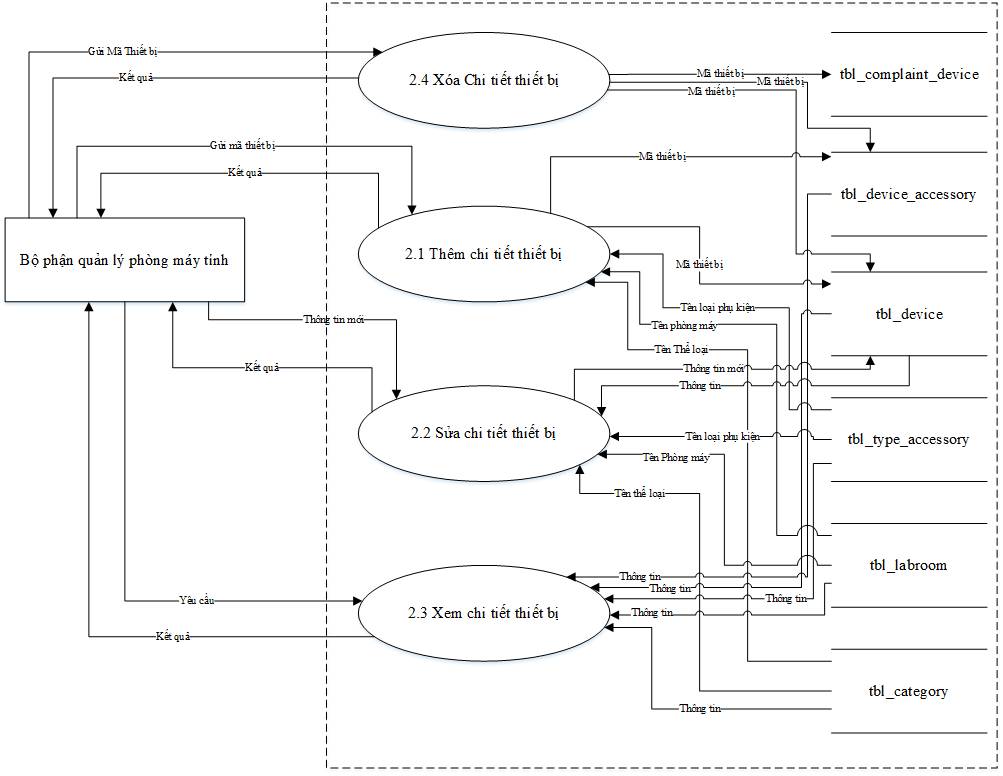 Gửi Mã Thiết bị
Kết quả
2.4 Xóa Chi tiết thiết bị
Mã thiết bị
Mã thiết bị
Mã thiết bị
tbl_complaint_device
Gửi mã thiết bị
Kết quả
Mã thiết bị
tbl_device_accessory
Bộ phận quản lý phòng máy tính
2.1 Thêm chi tiết thiết bị
Mã thiết bị
Tên loại phụ kiện
Tên phòng máy
Tên Thể loại
tbl_device
Thông tin mới
Kết quả
Thông tin mới
Thông tin
2.2 Sửa chi tiết thiết bị
Tên loại phụ kiện
Tên Phòng máy
Tên thể loại
tbl_type_accessory
tbl_labroom
Thông tin
Thông tin
Thông tin
Thông tin
Yêu cầu
Kết quả
2.3 Xem chi tiết thiết bị
Thông tin
tbl_category